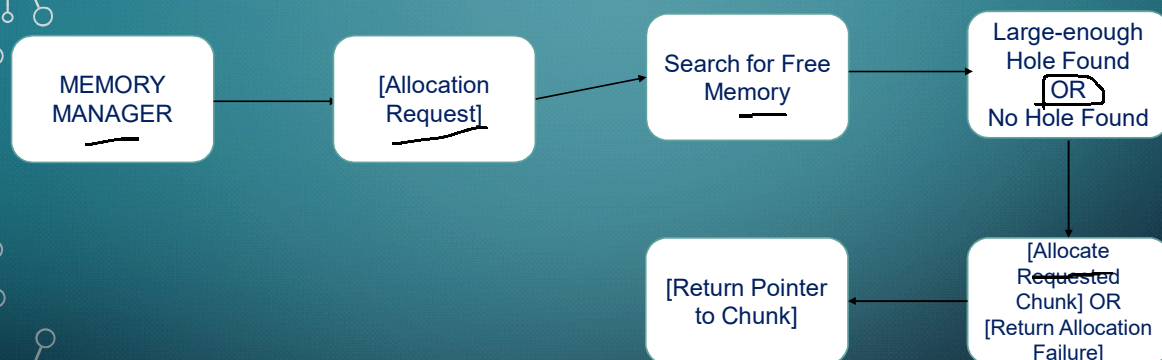 MEMORY
MANAGER
[Allocation
Request]
Search for Free
Memory
Large-enough
Hole Found
OR
No Hole Found
[Allocate
Requested
Chunk] OR
[Return Allocation
Failure]
[Return Pointer
to Chunk]